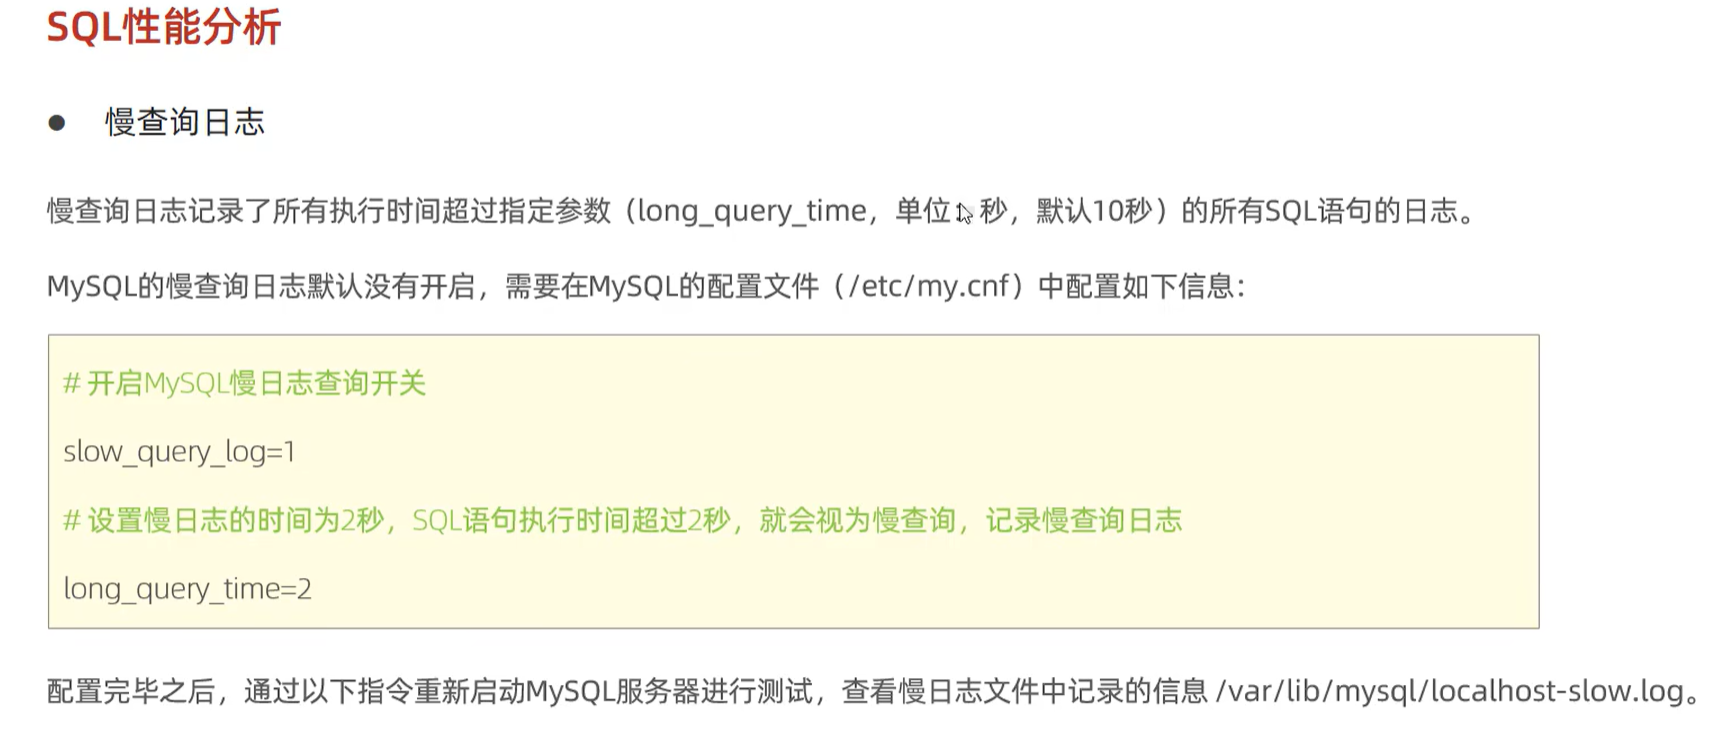 SQL性能分析
● 慢查询日志
慢查询日志记录了所有执行时间超过指定参数（long_query_time，单位：秒，默认10秒）的所有SQL语句的日志。
MySQL的慢查询日志默认没有开启，需要在MySQL的配置文件（/etc/my.cnf）中配置如下信息：
# 开启MySQL慢日志查询开关
slow_query_log=1
# 设置慢日志的时间为2秒，SQL语句执行时间超过2秒，就会视为慢查询，记录慢查询日志
long_query_time=2
配置完毕之后，通过以下指令重新启动MySQL服务器进行测试，查看慢日志文件中记录的信息 /var/lib/mysql/localhost-slow.log。